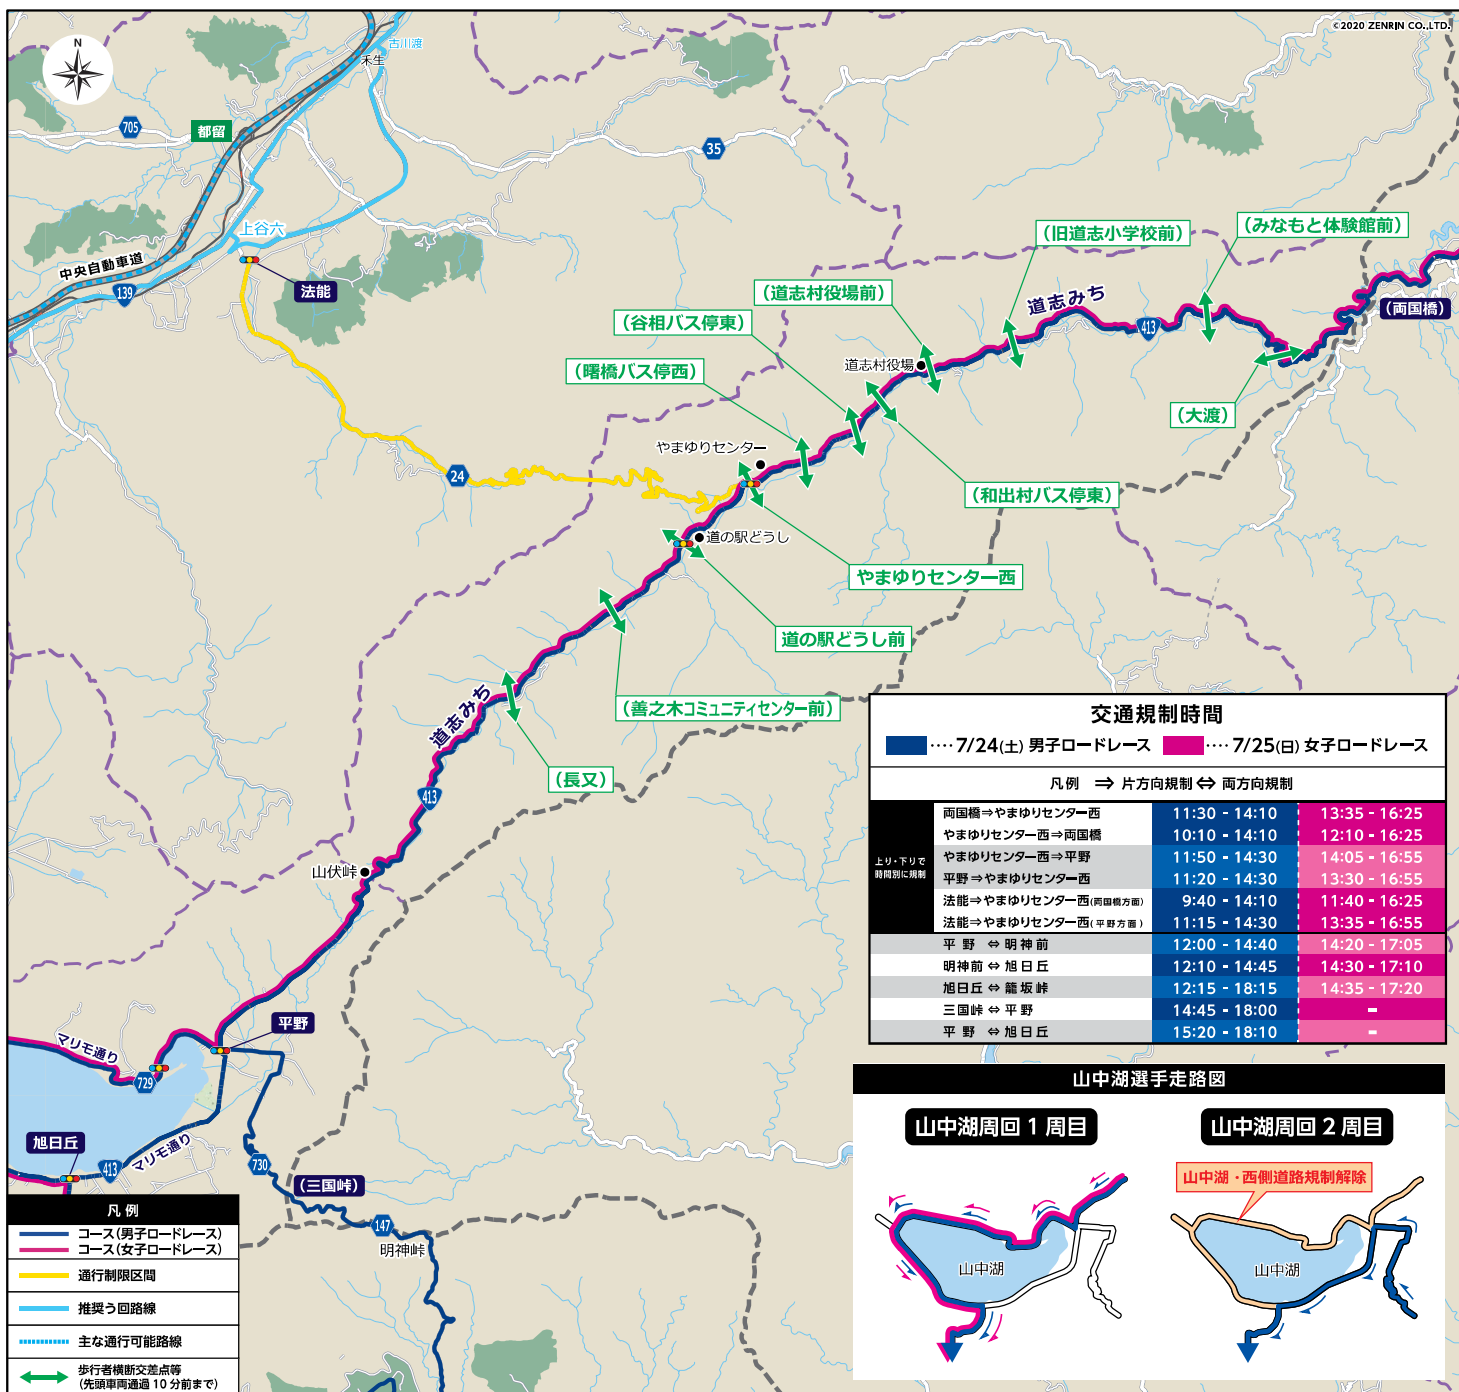 ©2020 ZENRIN CO.,LTD.
N
古川渡
禾生
705
都留
35
上谷六
中央自動車道
139
法能
(みなもと体験館前)
(旧道志小学校前)
(道志村役場前)
道志みち
(両国橋)
(谷相バス停東)
413
道志村役場
(曙橋バス停西)
(大渡)
やまゆりセンター
24
(和出村バス停東)
道の駅どうし
やまゆりセンター西
道の駅どうし前
(善之木コミュニティセンター前)
道志みち
(長又)
413
山伏峠
平野
マリモ通り
729
旭日丘
413
マリモ通り
730
(三国峠)
147
明神峠
交通規制時間
‥‥7/24(土) 男子ロードレース ‥‥7/25(日) 女子ロードレース
凡例 ⇒ 片方向規制 ⇔ 両方向規制
上り・下りで
時間別に規制
両国橋⇒やまゆりセンター西 11:30 - 14:10 13:35 - 16:25
やまゆりセンター西⇒両国橋 10:10 - 14:10 12:10 - 16:25
やまゆりセンター西⇒平野 11:50 - 14:30 14:05 - 16:55
平野⇒やまゆりセンター西 11:20 - 14:30 13:30 - 16:55
法能⇒やまゆりセンター西(両国橋方面) 9:40 - 14:10 11:40 - 16:25
法能⇒やまゆりセンター西(平野方面) 11:15 - 14:30 13:35 - 16:55
平 野 ⇔ 明神前 12:00 - 14:40 14:20 - 17:05
明神前 ⇔ 旭日丘 12:10 - 14:45 14:30 - 17:10
旭日丘 ⇔ 籠坂峠 12:15 - 18:15 14:35 - 17:20
三国峠 ⇔ 平野 14:45 - 18:00 -
平 野 ⇔ 旭日丘 15:20 - 18:10 -
山中湖選手走路図
山中湖周回1周目
山中湖周回2周目
山中湖・西側道路規制解除
山中湖
山中湖
凡例
コース(男子ロードレース)
コース(女子ロードレース)
通行制限区間
推奨う回路線
主な通行可能路線
歩行者横断交差点等
(先頭車両通過10分前まで)